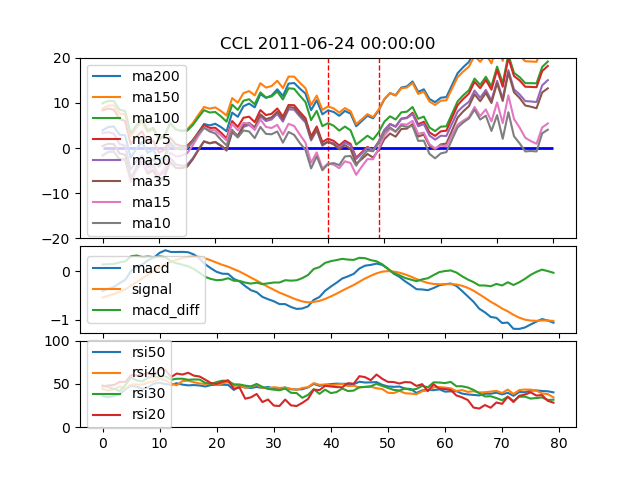 CCL 2011-06-24 00:00:00
20
10
0
−10
−20
ma200
ma150
ma100
ma75
ma50
ma35
ma15
ma10
0
−1
macd
signal
macd_diff
100
50
0
rsi50
rsi40
rsi30
rsi20
0 10 20 30 40 50 60 70 80